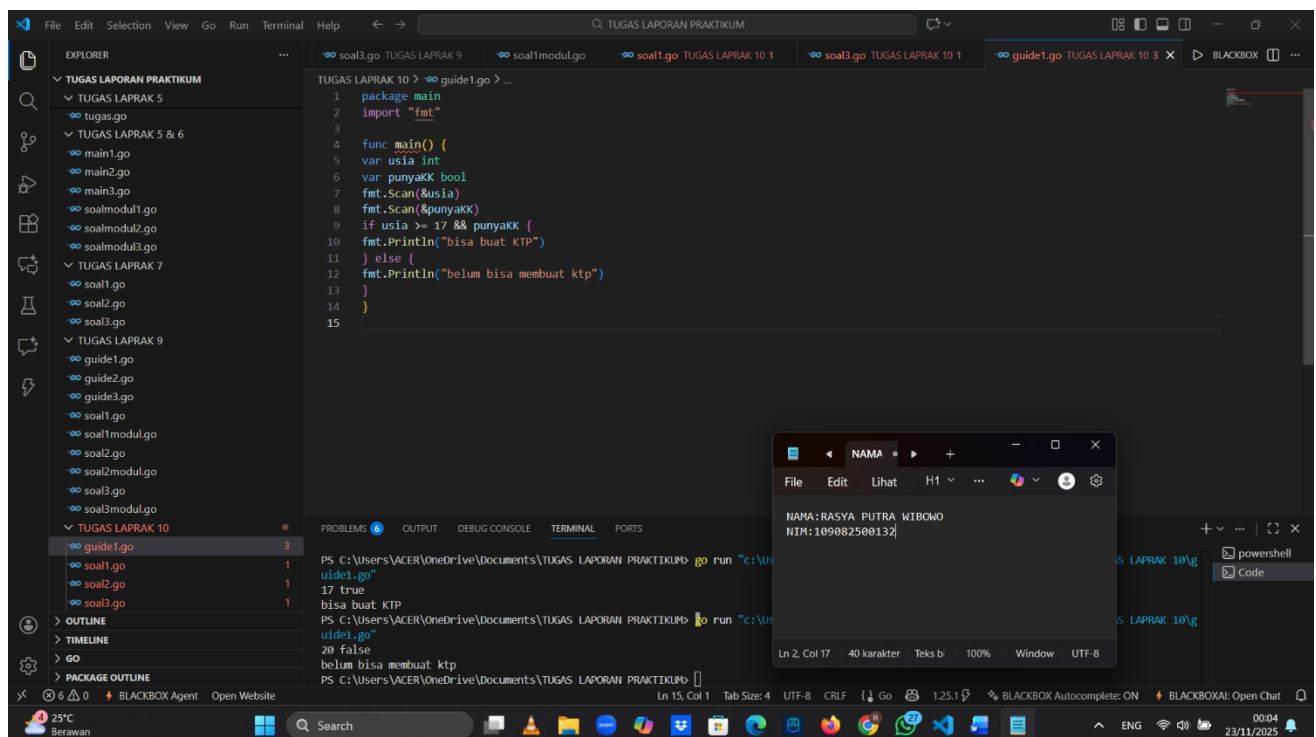 File Edit Selection View Go Run Terminal Help
TUGAS LAPORAN PRAKTIKUM
EXPLORER
TUGAS LAPORAN PRAKTIKUM
TUGAS LAPRAK 5
tugas.go
TUGAS LAPRAK 5 & 6
main1.go
main2.go
main3.go
soalmodul1.go
soalmodul2.go
soalmodul3.go
TUGAS LAPRAK 7
soal1.go
soal2.go
soal3.go
TUGAS LAPRAK 9
guide1.go
guide2.go
guide3.go
soal1.go
soal1modul.go
soal2.go
soal2modul.go
soal3.go
soal3modul.go
TUGAS LAPRAK 10
guide1.go 3
soal1.go 1
soal2.go 1
soal3.go 1
OUTLINE
TIMELINE
GO
PACKAGE OUTLINE
soal3.go TUGAS LAPRAK 9 soal1modul.go soal1.go TUGAS LAPRAK 10 1 soal3.go TUGAS LAPRAK 10 1 guide1.go TUGAS LAPRAK 10 3 BLACKBOX
TUGAS LAPRAK 10 > guide1.go > ...
1 package main
2 import "fmt"
3
4 func main() {
5 var usia int
6 var punyaKK bool
7 fmt.Scan(&usia)
8 fmt.Scan(&punyaKK)
9 if usia >= 17 && punyaKK {
10 fmt.Println("bisa buat KTP")
11 } else {
12 fmt.Println("belum bisa membuat ktp")
13 }
14 }
15
PROBLEMS 6 OUTPUT DEBUG CONSOLE TERMINAL PORTS
PS C:\Users\ACER\OneDrive\Documents\TUGAS LAPORAN PRAKTIKUM> go run "c:\Us S LAPRAK 10\g
uide1.go"
17 true
bisa buat KTP
PS C:\Users\ACER\OneDrive\Documents\TUGAS LAPORAN PRAKTIKUM> go run "c:\Us S LAPRAK 10\g
uide1.go"
20 false
belum bisa membuat ktp
PS C:\Users\ACER\OneDrive\Documents\TUGAS LAPORAN PRAKTIKUM>
powershell
Code
NAMA
File Edit Lihat H1
NAMA:RASYA PUTRA WIBOWO
NIM:109082500132
Ln 2, Col 17 40 karakter Teks bi 100% Window UTF-8
6 0 BLACKBOX Agent Open Website Ln 15, Col 1 Tab Size: 4 UTF-8 CRLF Go 1.25.1 BLACKBOX Autocomplete: ON BLACKBOXAI: Open Chat
4 25°C
Berawan
Search
zoom
27
ENG 00:04
23/11/2025